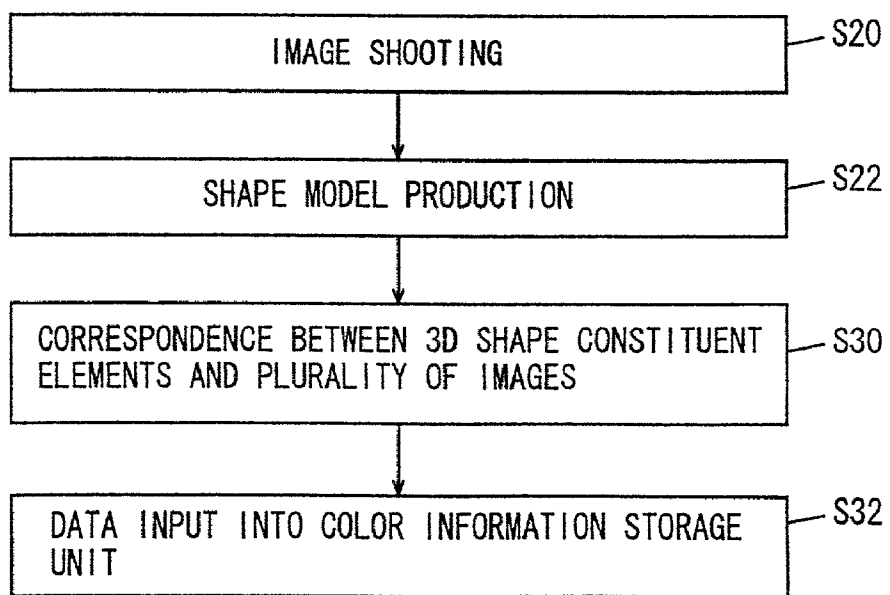 IMAGE SHOOTING
S20
SHAPE MODEL PRODUCTION
S22
CORRESPONDENCE BETWEEN 3D SHAPE CONSTITUENT
ELEMENTS AND PLURALITY OF IMAGES
S30
DATA INPUT INTO COLOR INFORMATION STORAGE
UNIT
S32